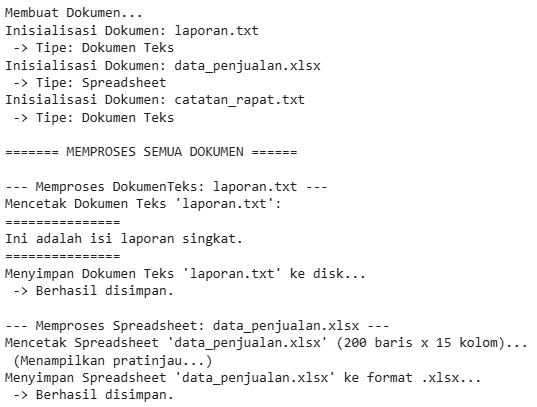 Membuat Dokumen...
Inisialisasi Dokumen: laporan.txt
 -> Tipe: Dokumen Teks
Inisialisasi Dokumen: data_penjualan.xlsx
 -> Tipe: Spreadsheet
Inisialisasi Dokumen: catatan_rapat.txt
 -> Tipe: Dokumen Teks

======= MEMPROSES SEMUA DOKUMEN ======

--- Memproses DokumenTeks: laporan.txt ---
Mencetak Dokumen Teks 'laporan.txt':
===============
Ini adalah isi laporan singkat.
===============
Menyimpan Dokumen Teks 'laporan.txt' ke disk...
 -> Berhasil disimpan.

--- Memproses Spreadsheet: data_penjualan.xlsx ---
Mencetak Spreadsheet 'data_penjualan.xlsx' (200 baris x 15 kolom)...
 (Menampilkan pratinjau...)
Menyimpan Spreadsheet 'data_penjualan.xlsx' ke format .xlsx...
 -> Berhasil disimpan.